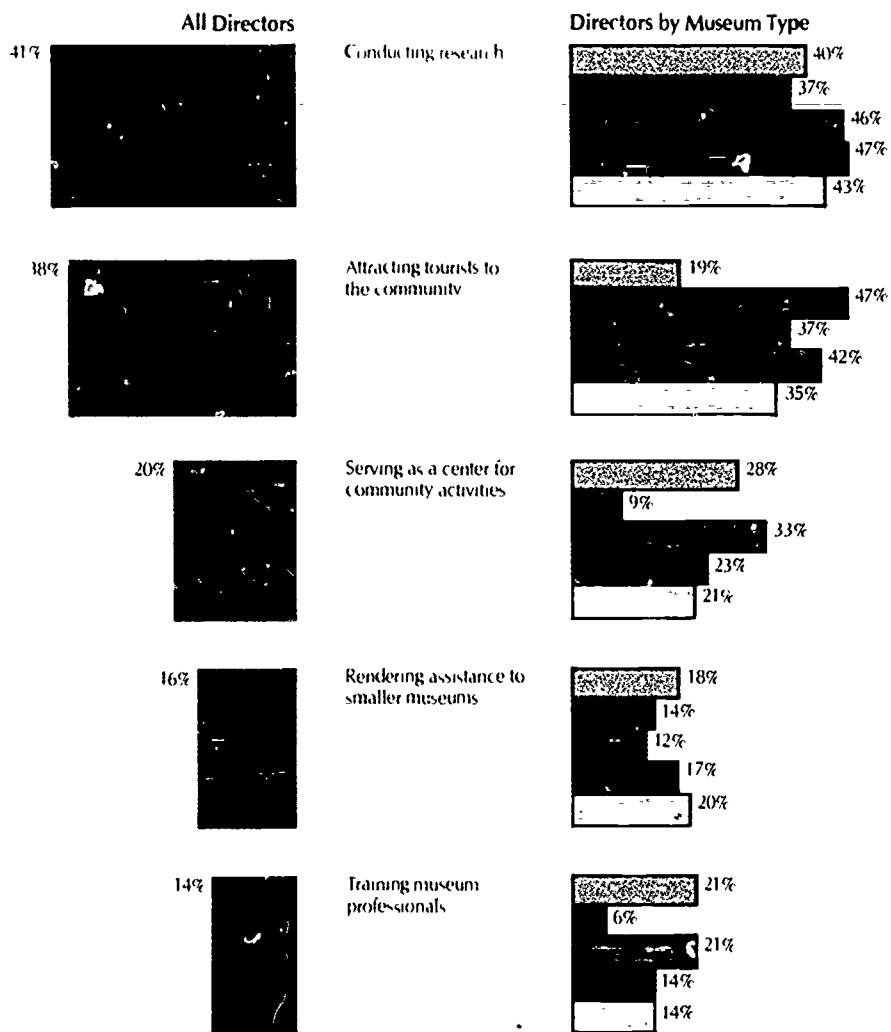 All Directors
Directors by Museum Type
41%
Conducting research
40%
37%
46%
47%
43%
38%
Attracting tourists to
the community
19%
47%
37%
42%
35%
20%
Serving as a center for
community activities
28%
9%
33%
23%
21%
16%
Rendering assistance to
smaller museums
18%
14%
12%
17%
20%
14%
Training museum
professionals
21%
6%
21%
14%
14%